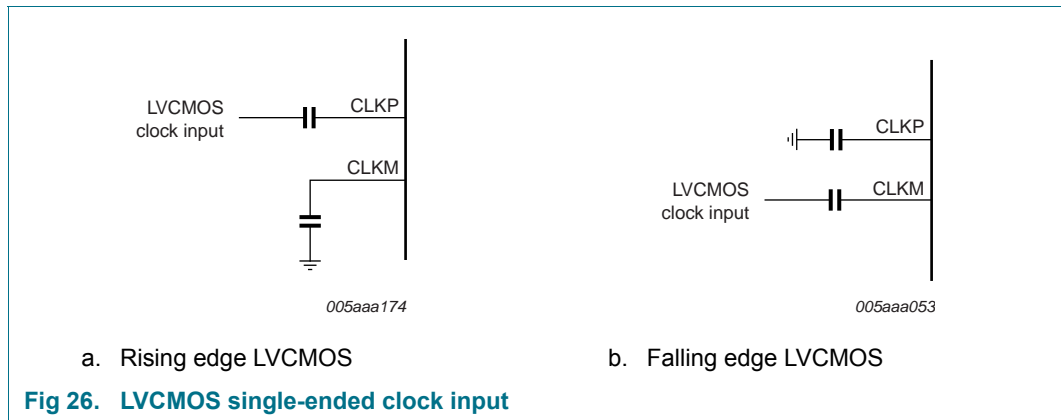 LVCMOS
clock input
CLKP
CLKM
005aaa174
a. Rising edge LVCMOS
CLKP
LVCMOS
clock input
CLKM
005aaa053
b. Falling edge LVCMOS
Fig 26. LVCMOS single-ended clock input